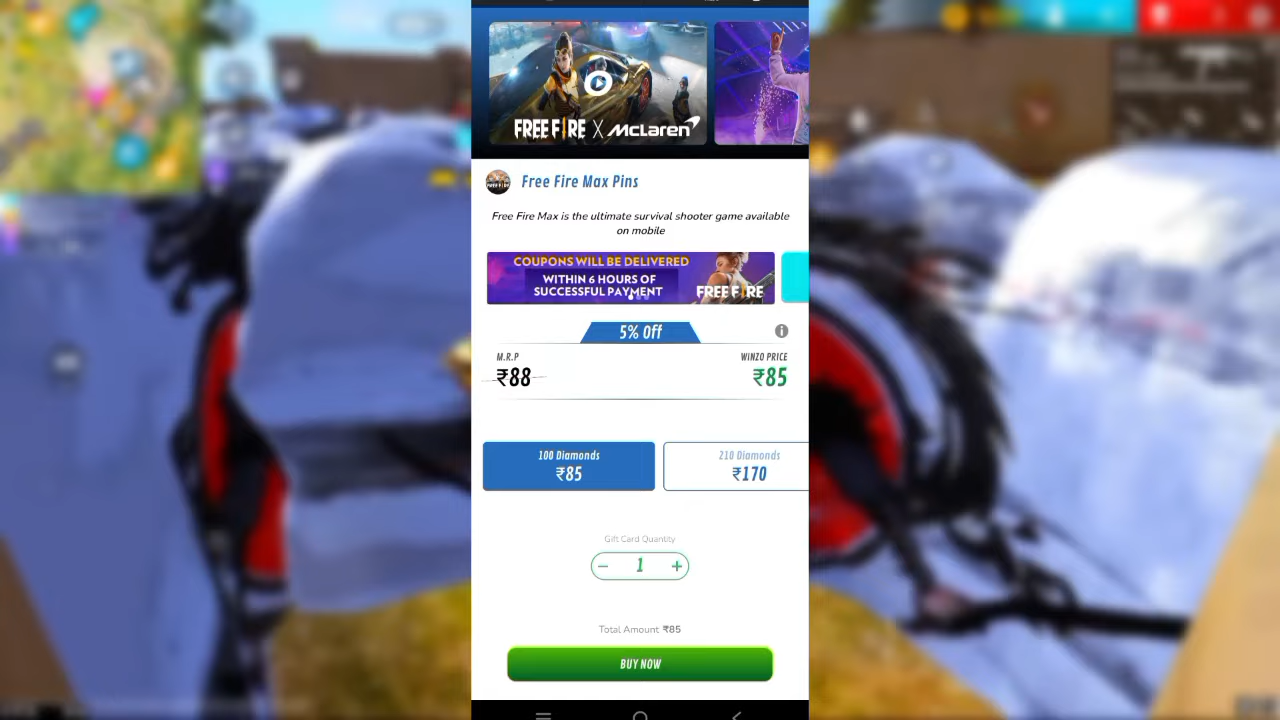 FREE FIRE X McLaren
Free Fire Max Pins
Free Fire Max is the ultimate survival shooter game available
on mobile
COUPONS WILL BE DELIVERED
WITHIN 6 HOURS OF
SUCCESSFUL PAYMENT
FREE FIRE
5% Off
M.R.P
₹88
WINZO PRICE
₹85
100 Diamonds
₹85
210 Diamonds
₹170
Gift Card Quantity
− 1 +
Total Amount ₹85
BUY NOW